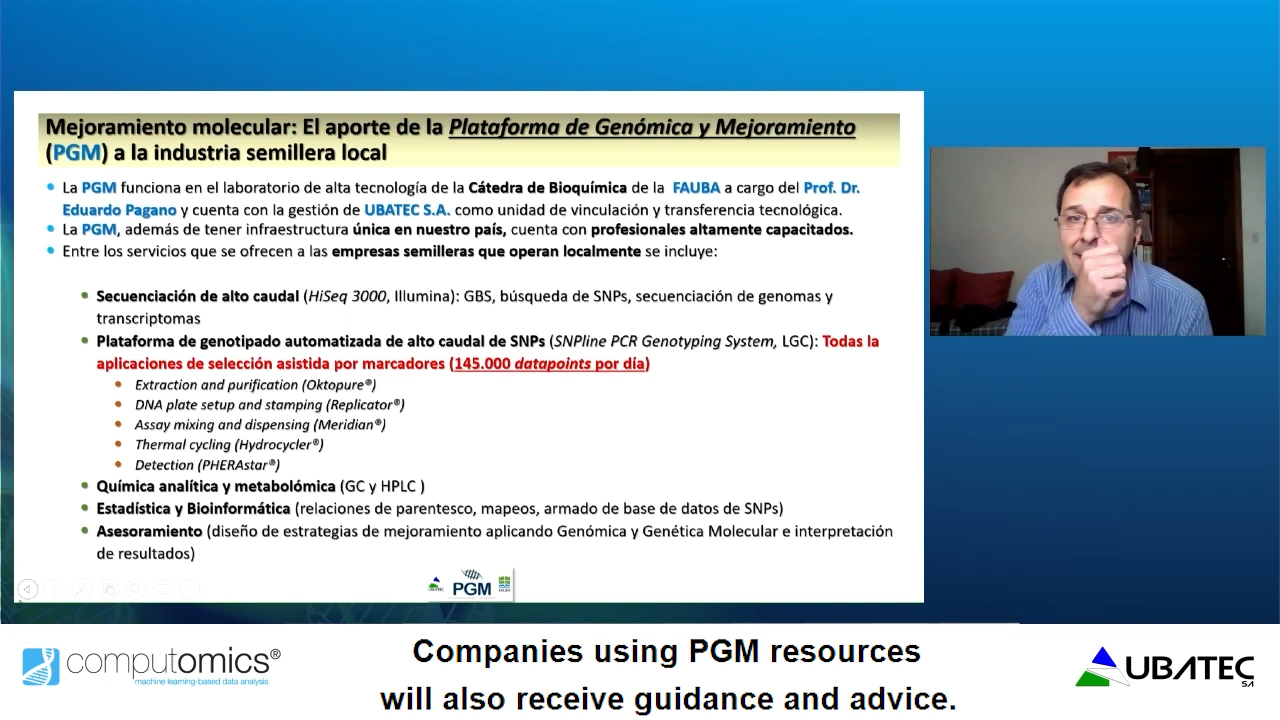 Mejoramiento molecular: El aporte de la Plataforma de Genómica y Mejoramiento
(PGM) a la industria semillera local
• La PGM funciona en el laboratorio de alta tecnología de la Cátedra de Bioquímica de la FAUBA a cargo del Prof. Dr.
Eduardo Pagano y cuenta con la gestión de UBATEC S.A. como unidad de vinculación y transferencia tecnológica.
• La PGM, además de tener infraestructura única en nuestro país, cuenta con profesionales altamente capacitados.
• Entre los servicios que se ofrecen a las empresas semilleras que operan localmente se incluye:
• Secuenciación de alto caudal (HiSeq 3000, Illumina): GBS, búsqueda de SNPs, secuenciación de genomas y
transcriptomas
• Plataforma de genotipado automatizada de alto caudal de SNPs (SNPline PCR Genotyping System, LGC): Todas la
aplicaciones de selección asistida por marcadores (145.000 datapoints por día)
• Extraction and purification (Oktopure®)
• DNA plate setup and stamping (Replicator®)
• Assay mixing and dispensing (Meridian®)
• Thermal cycling (Hydrocycler®)
• Detection (PHERAstar®)
• Química analítica y metabolómica (GC y HPLC )
• Estadística y Bioinformática (relaciones de parentesco, mapeos, armado de base de datos de SNPs)
• Asesoramiento (diseño de estrategias de mejoramiento aplicando Genómica y Genética Molecular e interpretación
de resultados)
UBATEC PGM
computomics®
machine learning-based data analysis
Companies using PGM resources
will also receive guidance and advice.
UBATEC
SA